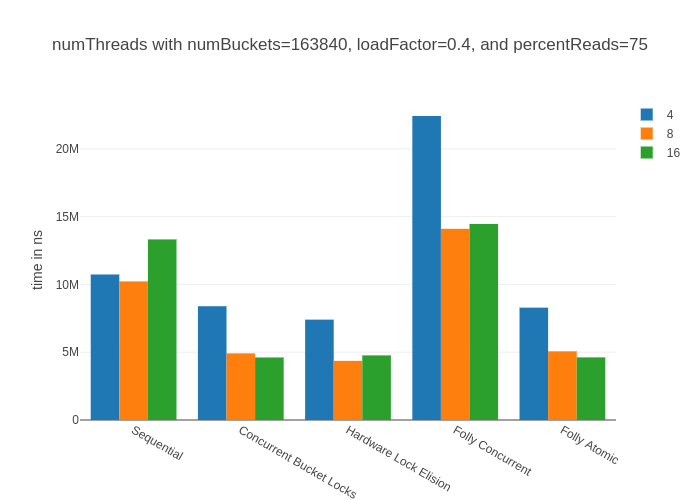 numThreads with numBuckets=163840, loadFactor=0.4, and percentReads=75
4
8
16
time in ns
20M
15M
10M
5M
0
Sequential
Concurrent Bucket Locks
Hardware Lock Elision
Folly Concurrent
Folly Atomic